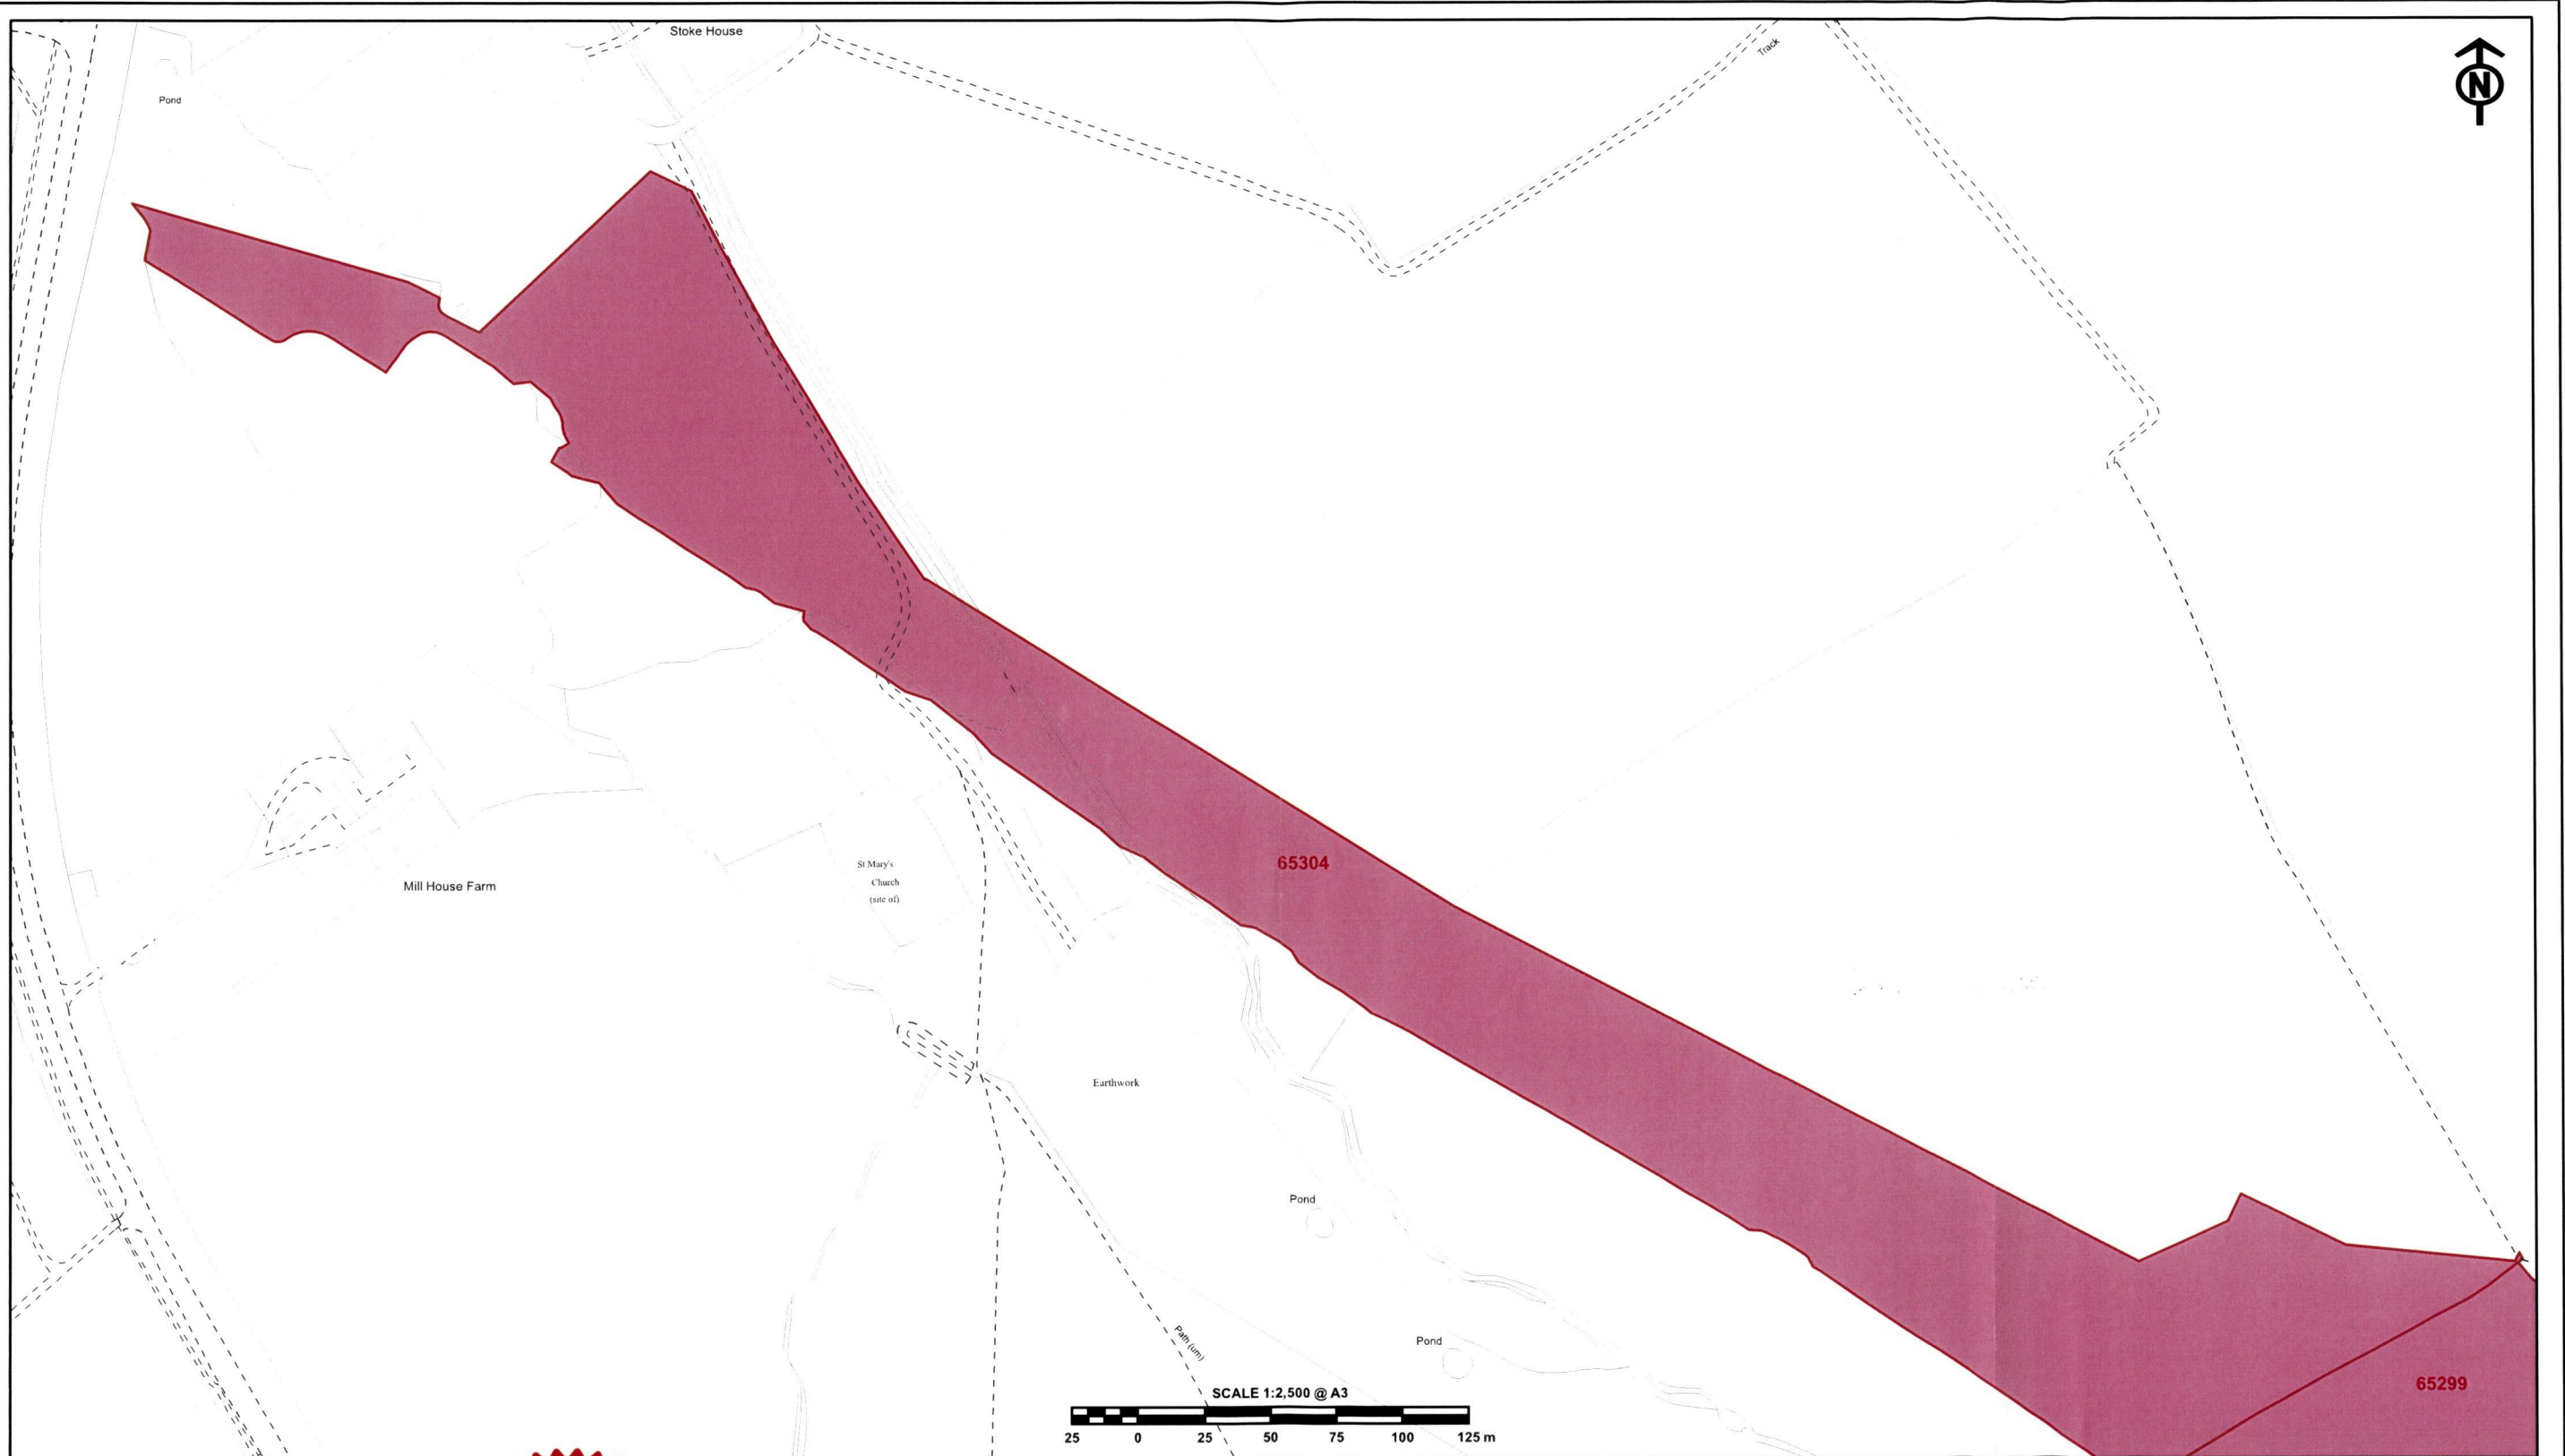 Stoke House
Track
N
Pond
65304
St Mary's
Church
(site of)
Mill House Farm
Earthwork
Pond
Path (um)
Pond
65299
SCALE 1:2,500 @ A3
25 0 25 50 75 100 125 m